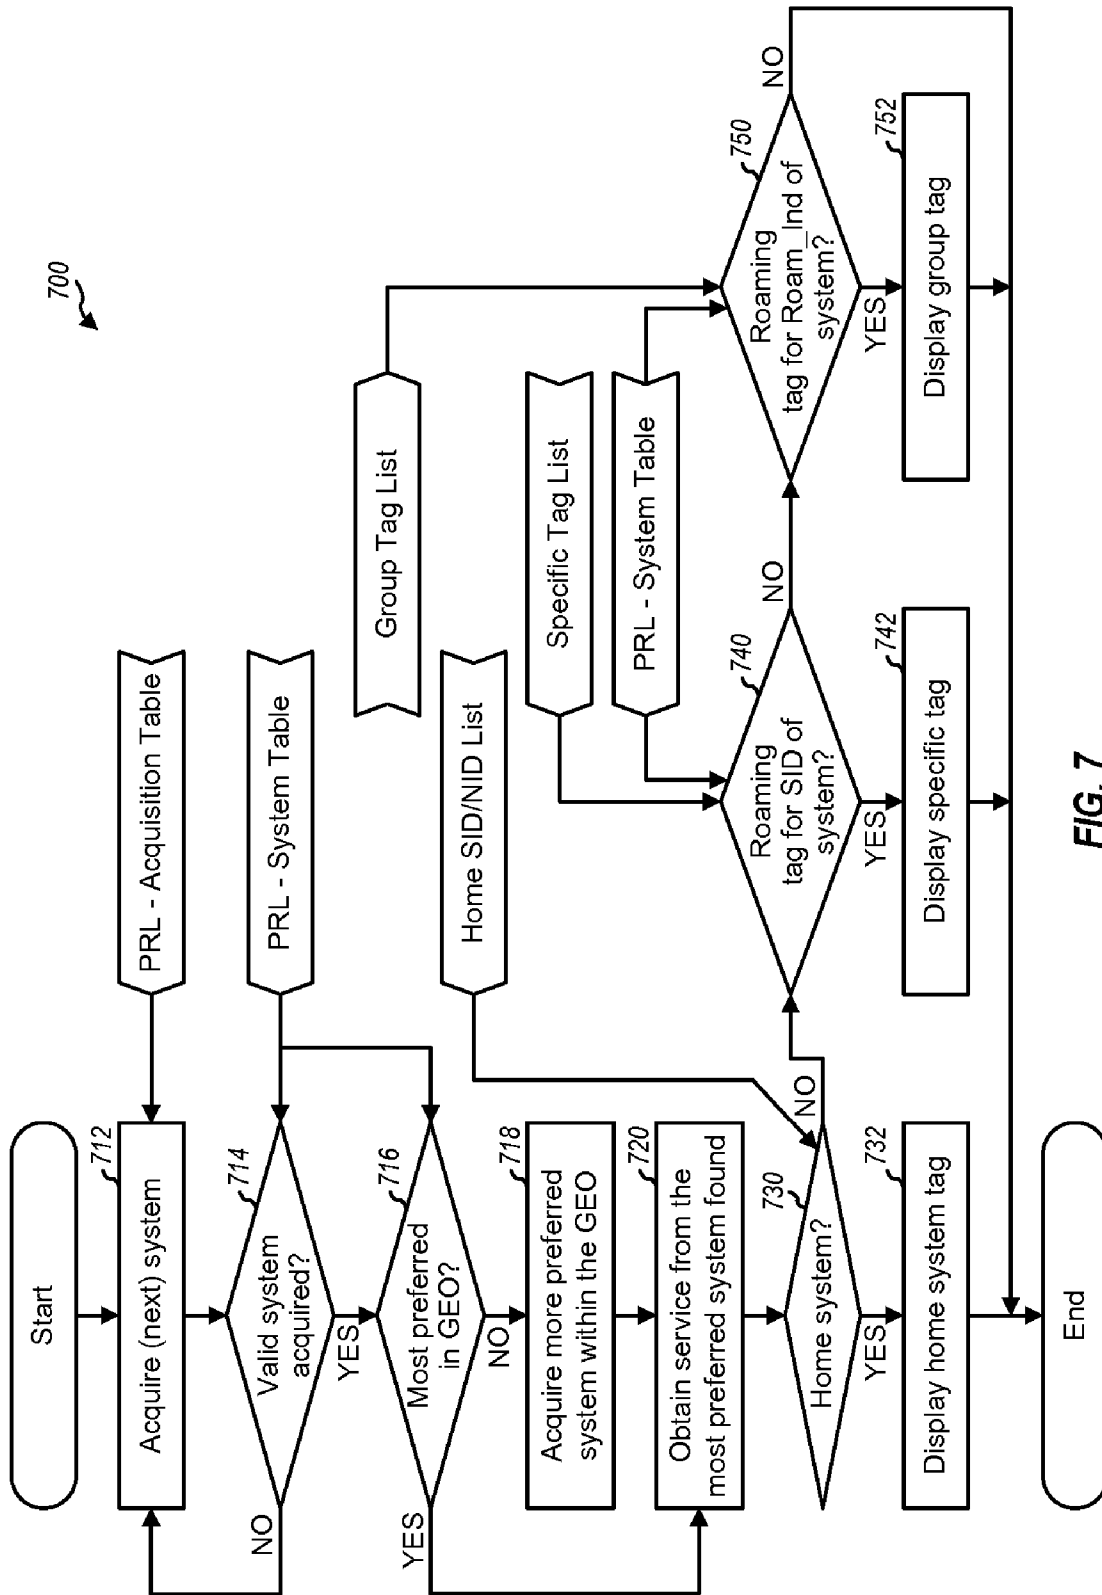 700
Start
712
Acquire (next) system
PRL - Acquisition Table
714
Valid system
acquired?
NO
YES
PRL - System Table
716
Most preferred
in GEO?
YES
NO
718
Acquire more preferred
system within the GEO
720
Obtain service from the
most preferred system found
Home SID/NID List
730
Home system?
NO
YES
732
Display home system tag
Group Tag List
Specific Tag List
PRL - System Table
740
Roaming
tag for SID of
system?
NO
YES
742
Display specific tag
750
Roaming
tag for Roam_Ind of
system?
NO
YES
752
Display group tag
End
FIG. 7